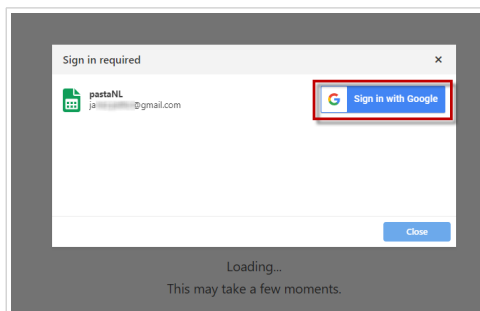 Sign in required
×
pastaNL
ja @gmail.com
Sign in with Google
Close
Loading...
This may take a few moments.